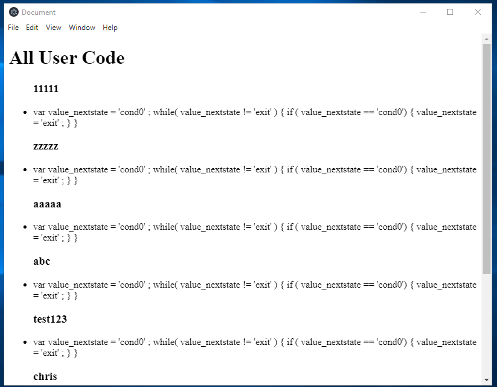 Document
File Edit View Window Help
All User Code
11111
var value_nextstate = 'cond0' ; while( value_nextstate != 'exit' ) { if ( value_nextstate == 'cond0') { value_nextstate
= 'exit' ; } }
zzzzz
var value_nextstate = 'cond0' ; while( value_nextstate != 'exit' ) { if ( value_nextstate == 'cond0') { value_nextstate
= 'exit' ; } }
aaaaa
var value_nextstate = 'cond0' ; while( value_nextstate != 'exit' ) { if ( value_nextstate == 'cond0') { value_nextstate
= 'exit' ; } }
abc
var value_nextstate = 'cond0' ; while( value_nextstate != 'exit' ) { if ( value_nextstate == 'cond0') { value_nextstate
= 'exit' ; } }
test123
var value_nextstate = 'cond0' ; while( value_nextstate != 'exit' ) { if ( value_nextstate == 'cond0') { value_nextstate
= 'exit' ; } }
chris